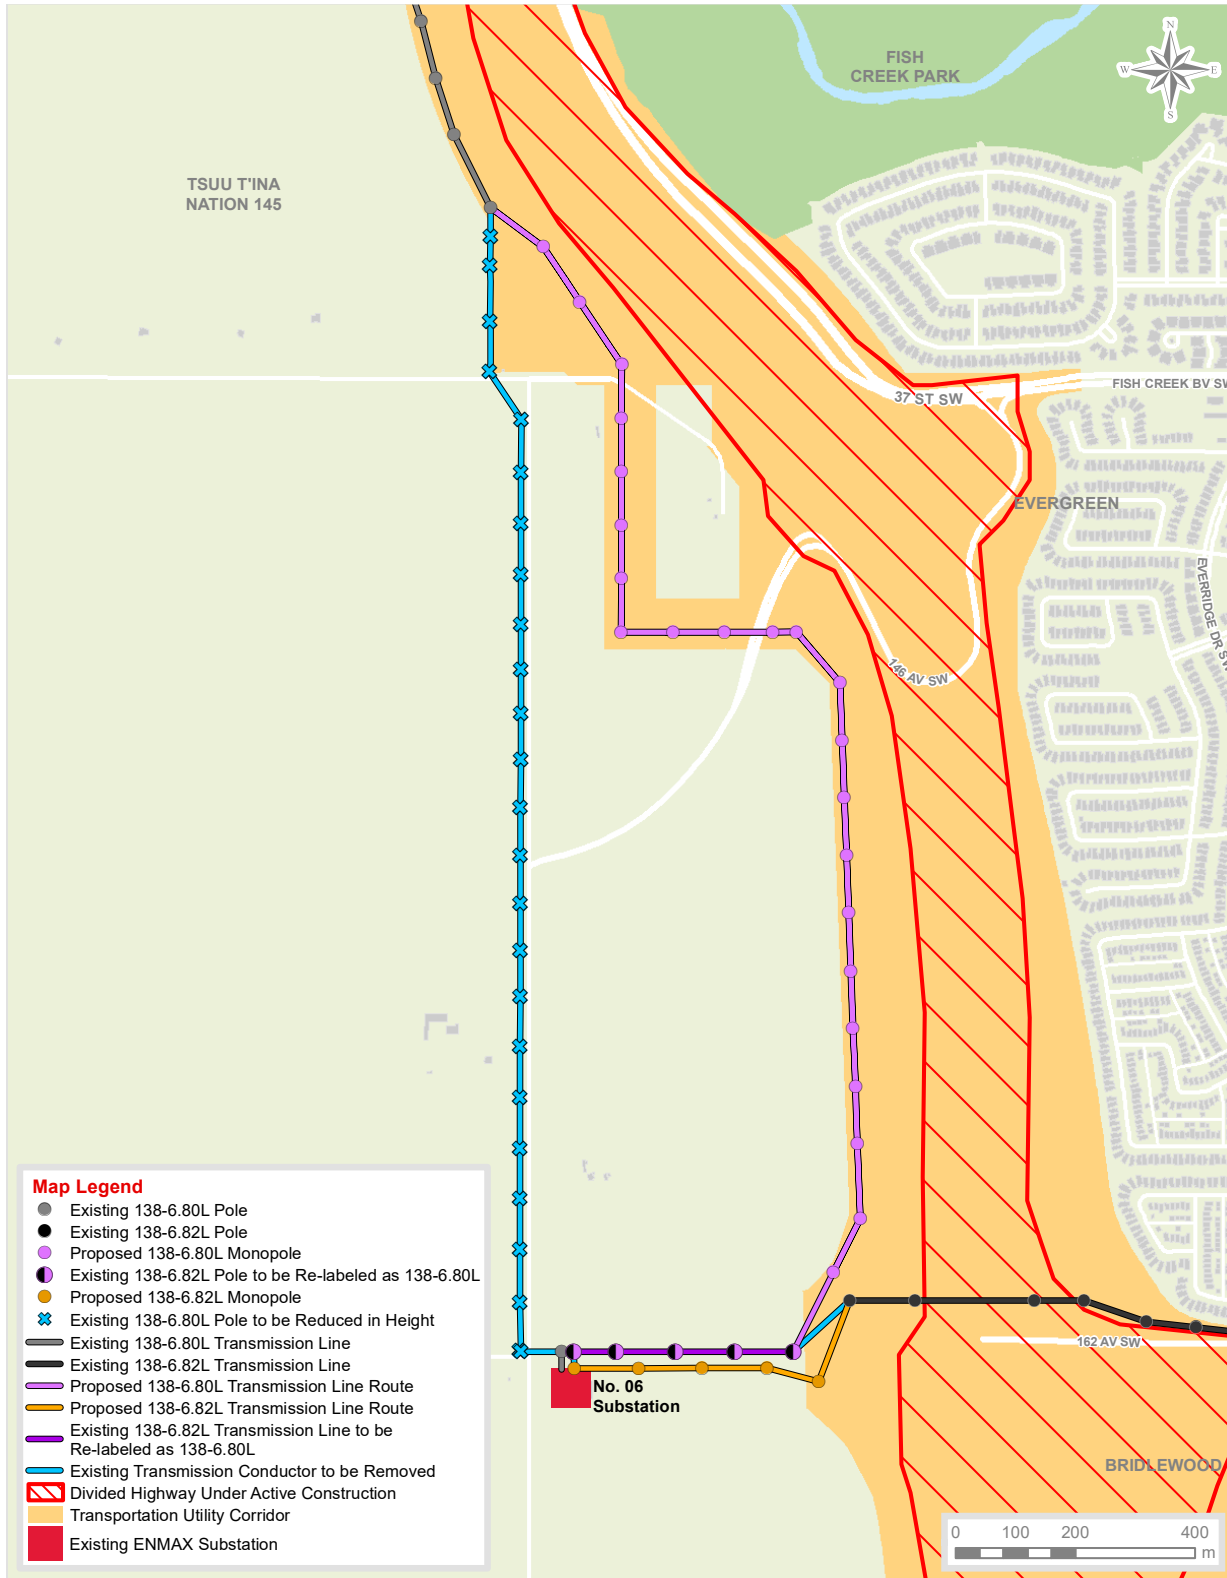 FISH
CREEK PARK
N
W E
S
TSUU T'INA
NATION 145
37 ST SW
FISH CREEK BV SW
EVERGREEN
EVERRIDGE DR SW
146 AV SW
162 AV SW
No. 06
Substation
BRIDLEWOOD
Map Legend
Existing 138-6.80L Pole
Existing 138-6.82L Pole
Proposed 138-6.80L Monopole
Existing 138-6.82L Pole to be Re-labeled as 138-6.80L
Proposed 138-6.82L Monopole
Existing 138-6.80L Pole to be Reduced in Height
Existing 138-6.80L Transmission Line
Existing 138-6.82L Transmission Line
Proposed 138-6.80L Transmission Line Route
Proposed 138-6.82L Transmission Line Route
Existing 138-6.82L Transmission Line to be
Re-labeled as 138-6.80L
Existing Transmission Conductor to be Removed
Divided Highway Under Active Construction
Transportation Utility Corridor
Existing ENMAX Substation
0 100 200 400
m